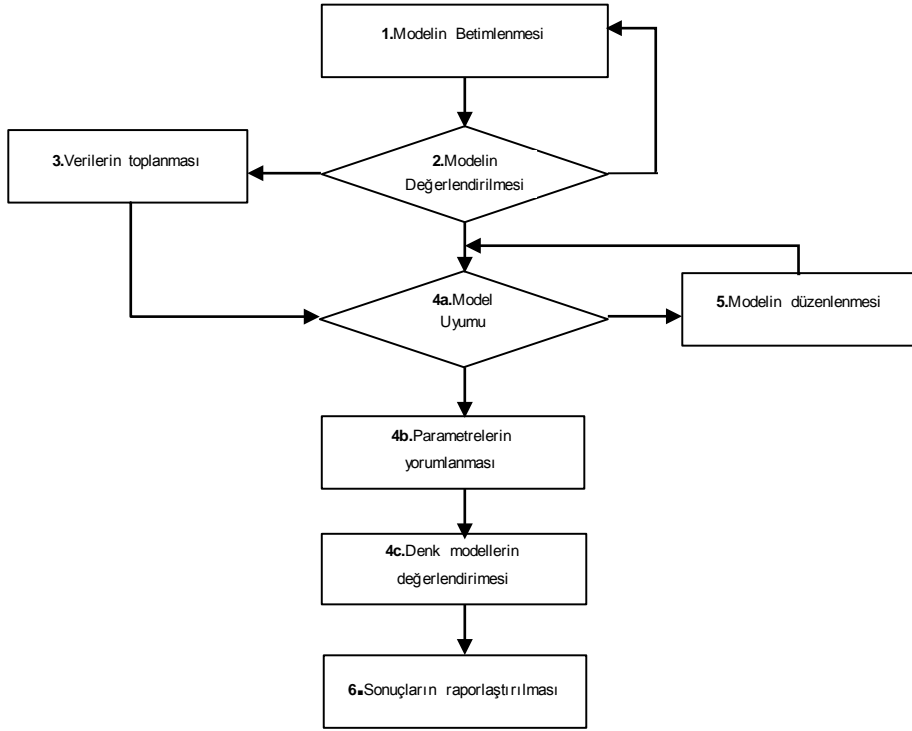 1.Modelin Betimlenmesi
2.Modelin
Değerlendirilmesi
3.Verilerin toplanması
4a.Model
Uyumu
5.Modelin düzenlenmesi
4b.Parametrelerin
yorumlanması
4c.Denk modellerin
değerlendirimesi
6.Sonuçların raporlaştırılması